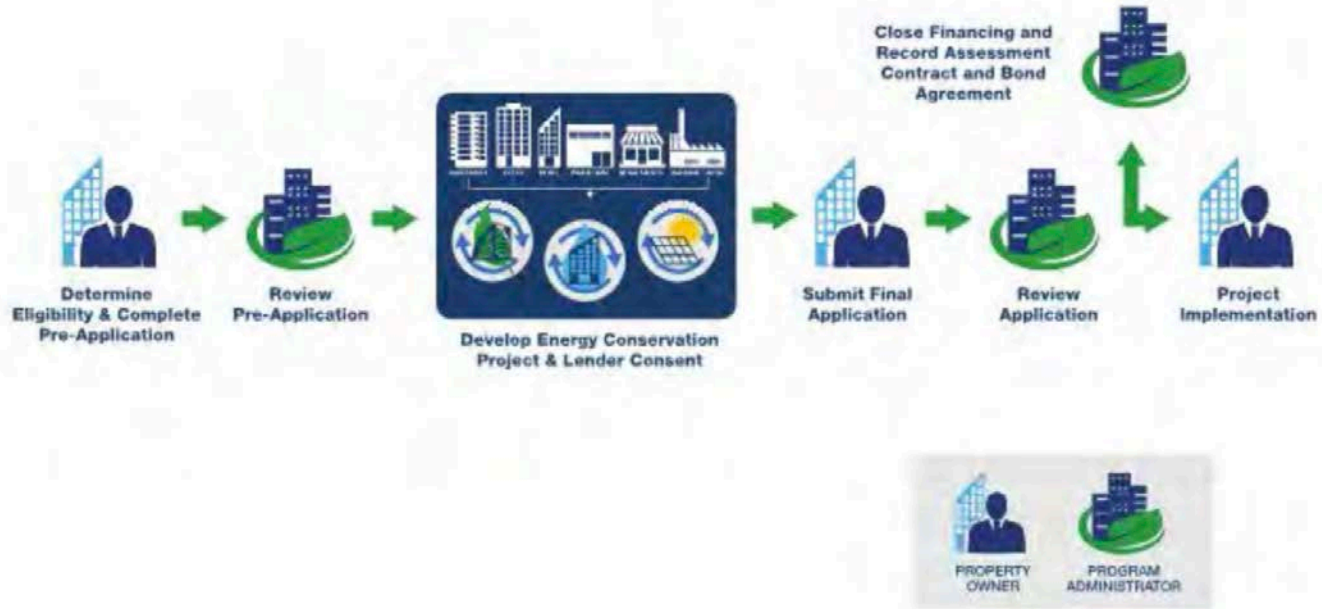 Close Financing and
Record Assessment
Contract and Bond
Agreement
Determine
Eligibility & Complete
Pre-Application
Review
Pre-Application
Develop Energy Conservation
Project & Lender Consent
Submit Final
Application
Review
Application
Project
Implementation
PROPERTY
OWNER
PROGRAM
ADMINISTRATOR